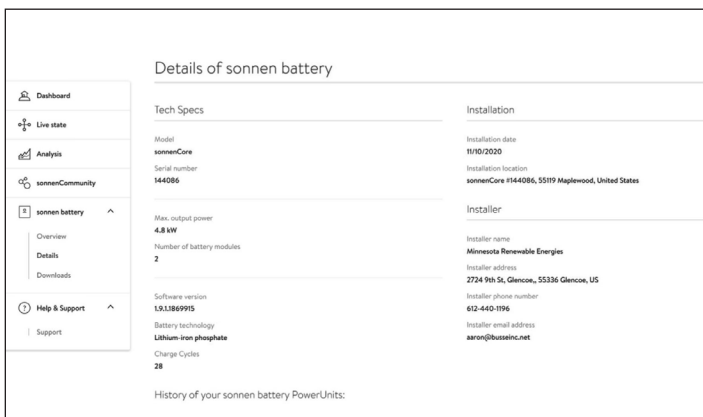 Details of sonnen battery
Dashboard
Live state
Analysis
sonnenCommunity
sonnen battery
Overview
Details
Downloads
Help & Support
Support
Tech Specs
Model
sonnenCore
Serial number
144086
Max. output power
4.8 kW
Number of battery modules
2
Software version
1.9.1.1869915
Battery technology
Lithium-iron phosphate
Charge Cycles
28
History of your sonnen battery PowerUnits:
Installation
Installation date
11/10/2020
Installation location
sonnenCore #144086, 55119 Maplewood, United States
Installer
Installer name
Minnesota Renewable Energies
Installer address
2724 9th St, Glencoe,, 55336 Glencoe, US
Installer phone number
612-440-1196
Installer email address
aaron@busseinc.net